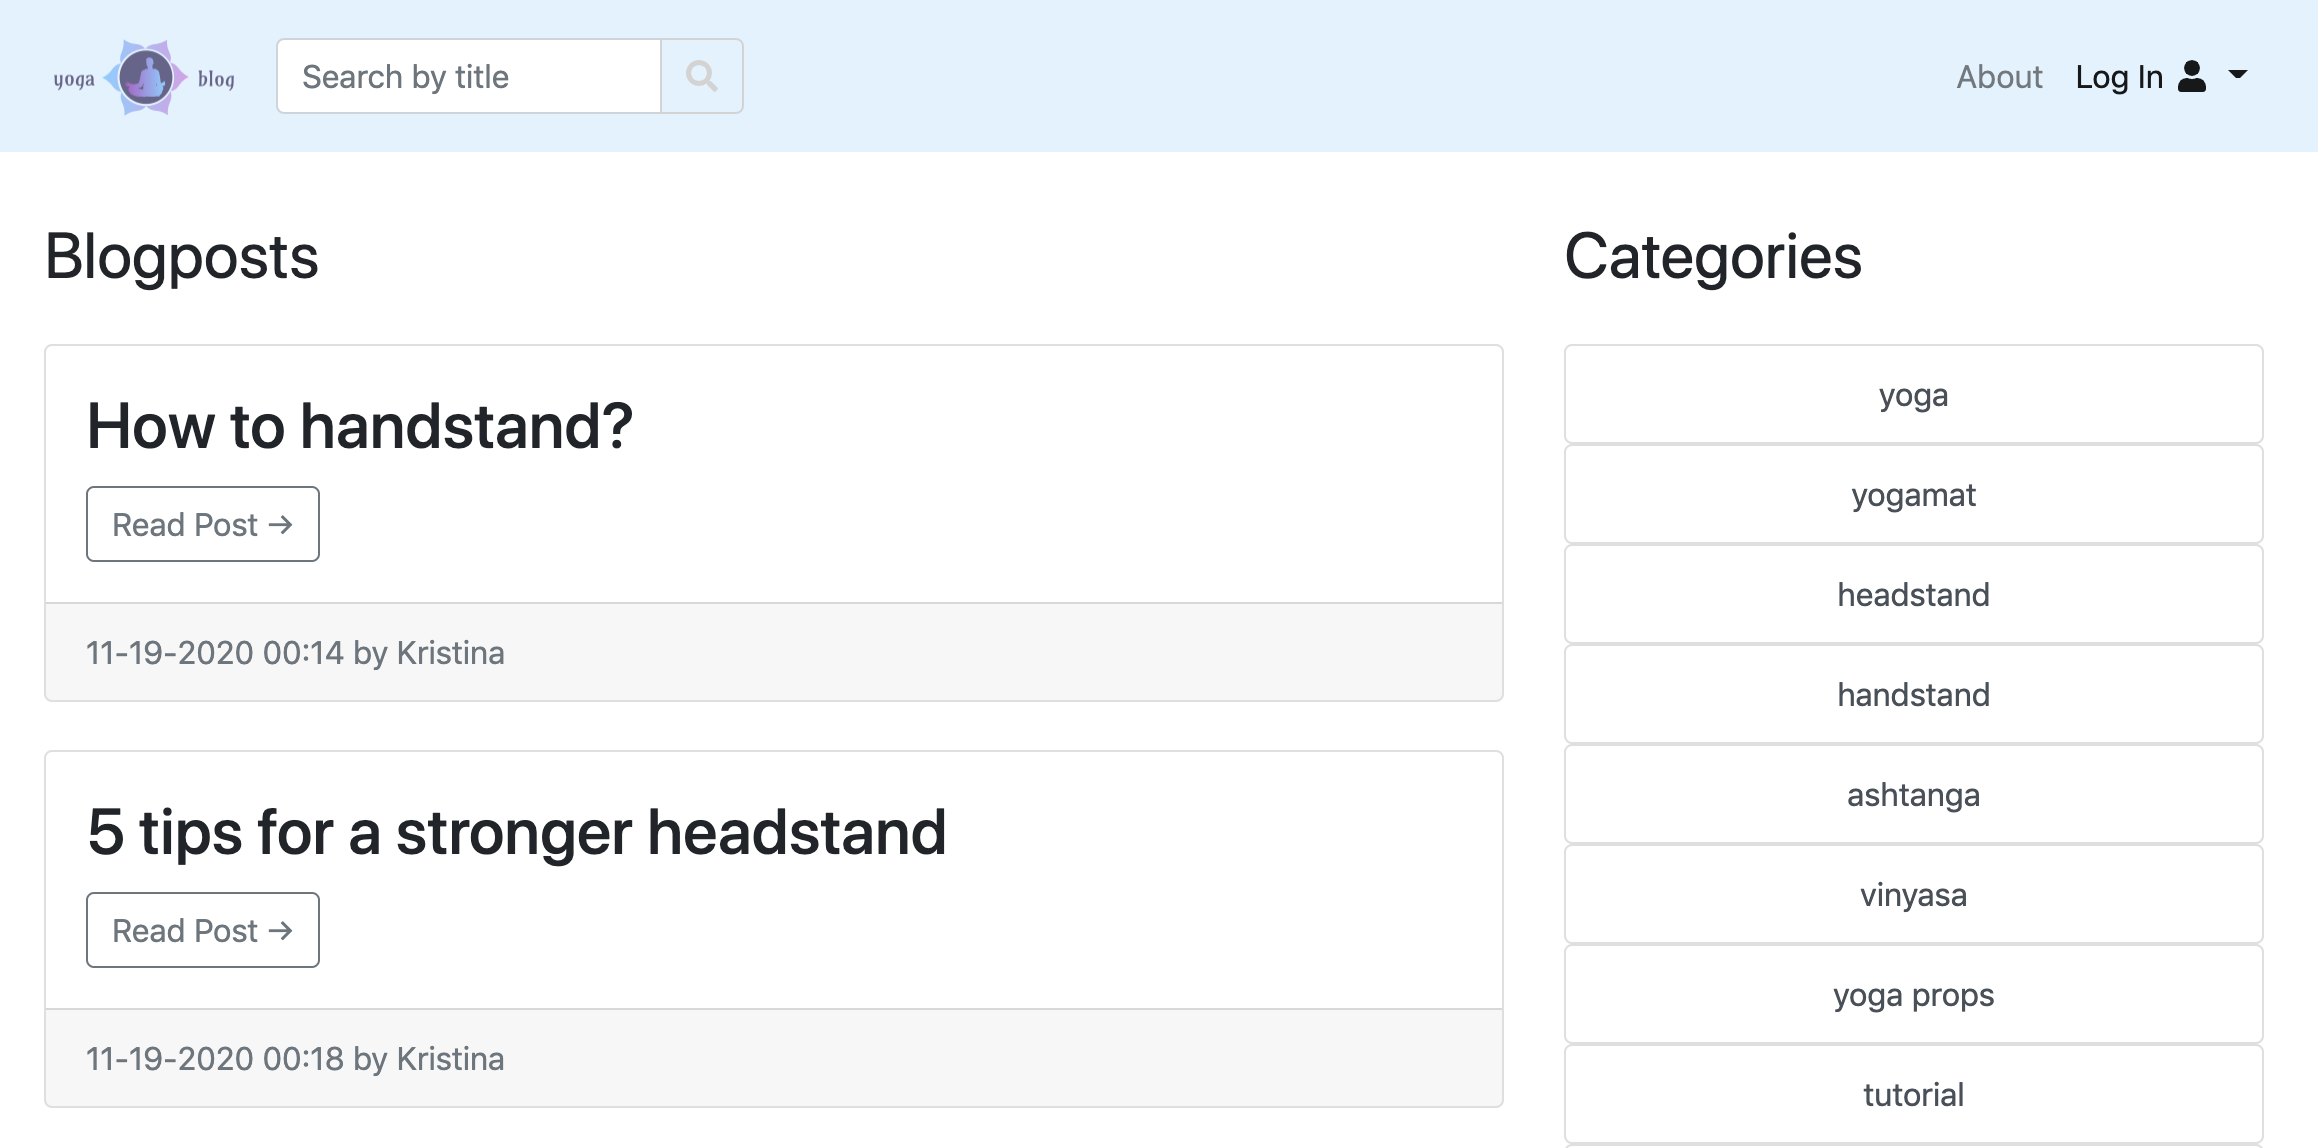 yoga blog
Search by title
About
Log In
Blogposts
How to handstand?
Read Post →
11-19-2020 00:14 by Kristina
5 tips for a stronger headstand
Read Post →
11-19-2020 00:18 by Kristina
Categories
yoga
yogamat
headstand
handstand
ashtanga
vinyasa
yoga props
tutorial